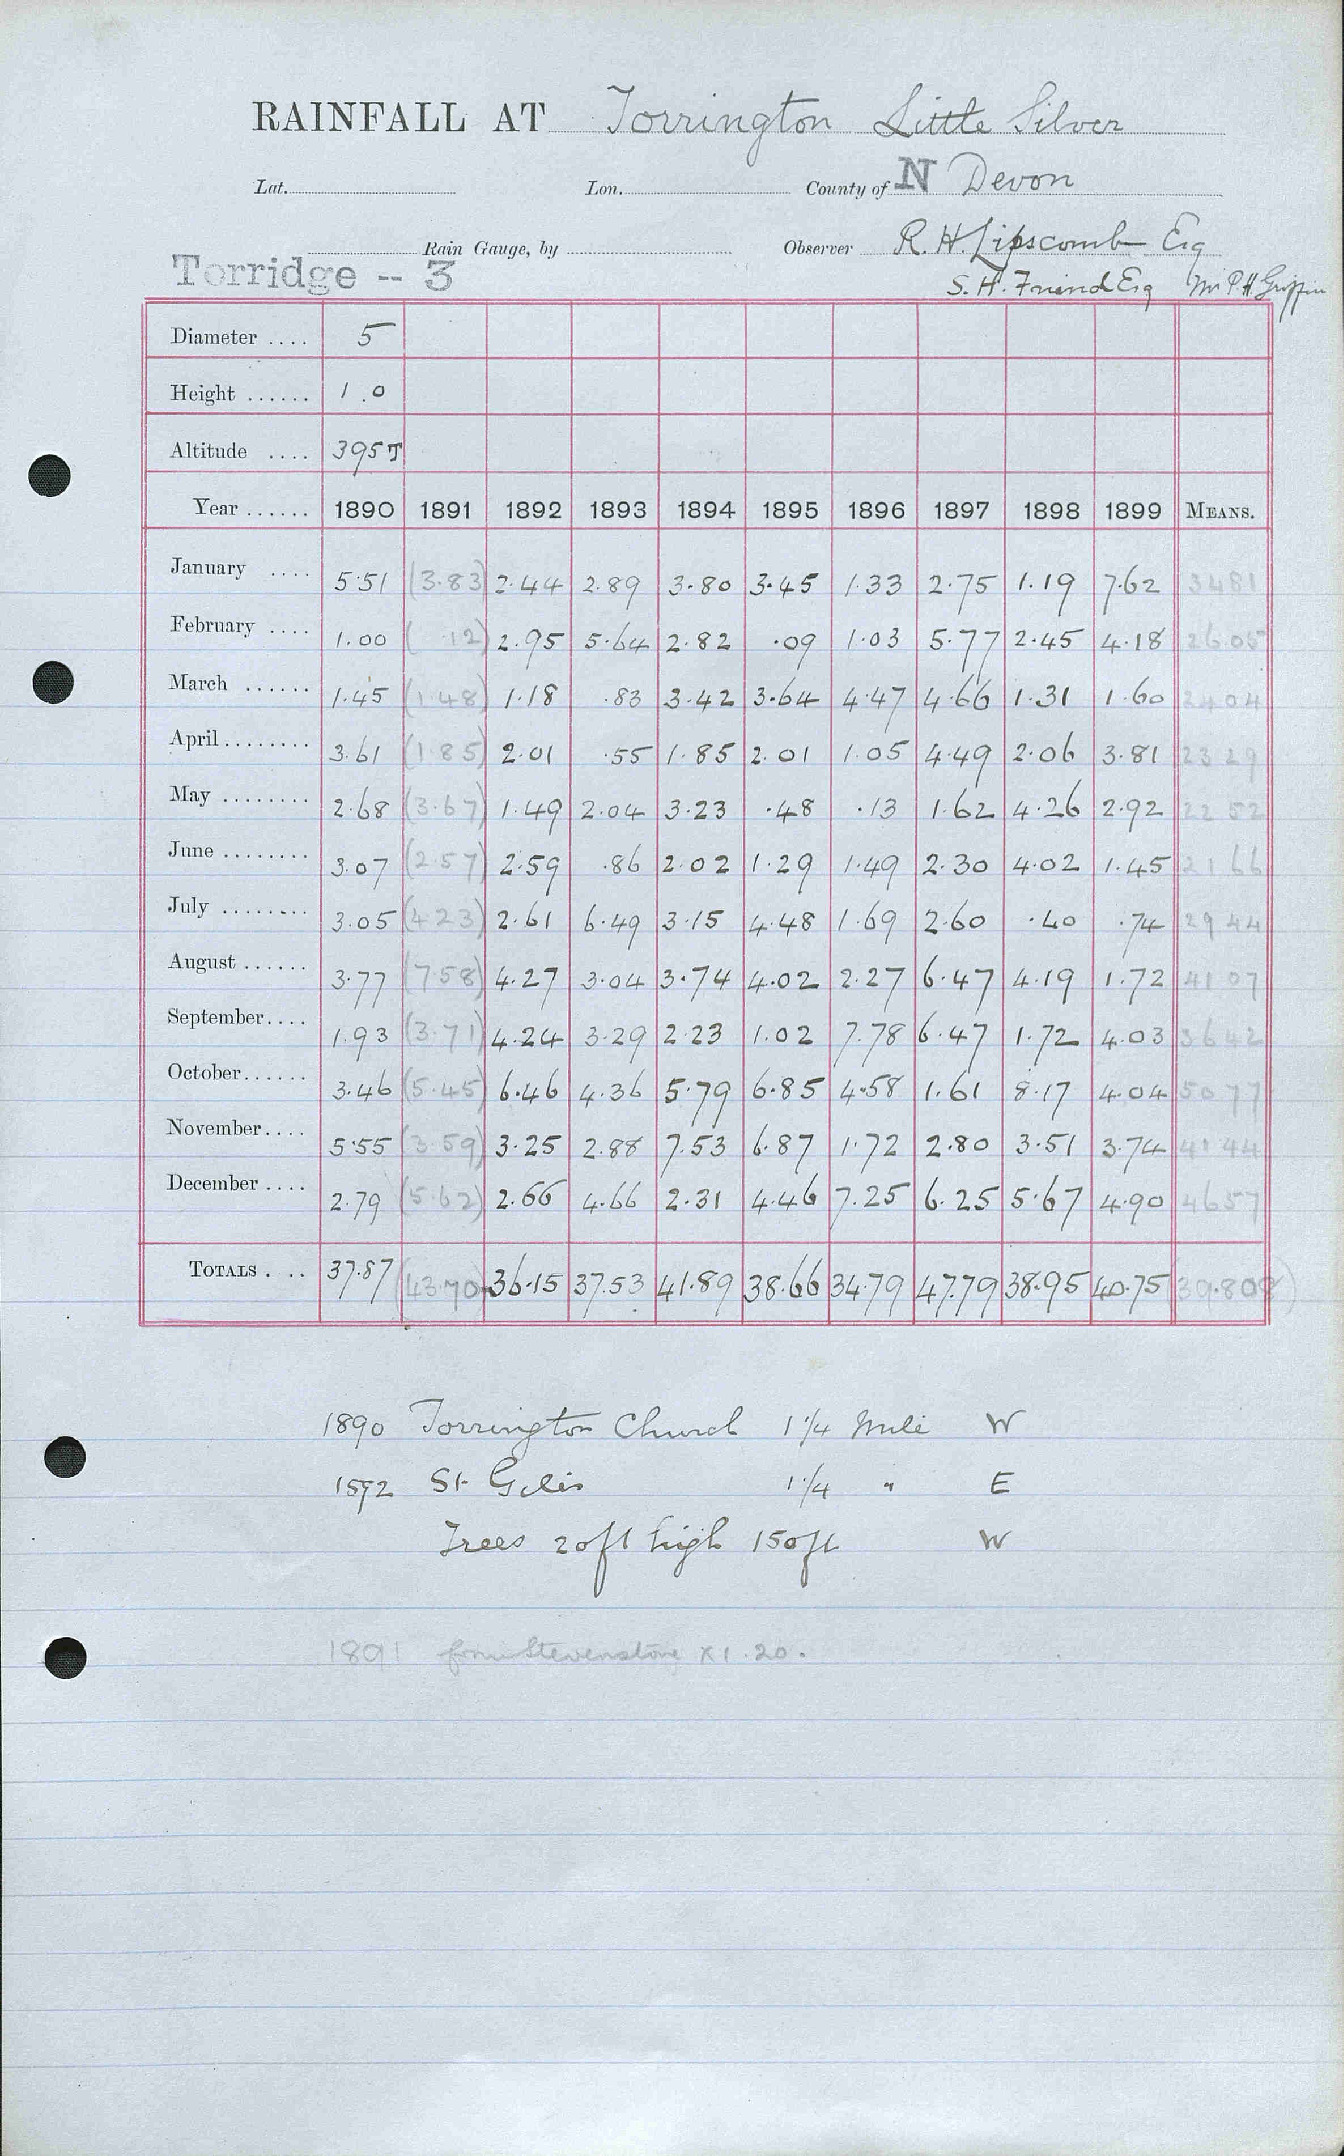 RAINFALL AT Torrington Little Silver
Lat. Lon. County of N Devon
Rain Gauge, by Observer R. H. Lipscomb Esq
Torridge -- 3 S. H. Friend Esq Mr P. H. Griffin
Diameter .... 5
Height ...... 1.0
Altitude .... 395 T
Year ...... 1890 1891 1892 1893 1894 1895 1896 1897 1898 1899 MEANS.
January .... 5.51 (3.83) 2.44 2.89 3.80 3.45 1.33 2.75 1.19 7.62 3481
February .... 1.00 ( .12) 2.95 5.64 2.82 .09 1.03 5.77 2.45 4.18 26.05
March ...... 1.45 (1.48) 1.18 .83 3.42 3.64 4.47 4.66 1.31 1.60 2404
April ........ 3.61 (1.85) 2.01 .55 1.85 2.01 1.05 4.49 2.06 3.81 2329
May ........ 2.68 (3.67) 1.49 2.04 3.23 .48 .13 1.62 4.26 2.92 2252
June ........ 3.07 (2.57) 2.59 .86 2.02 1.29 1.49 2.30 4.02 1.45 2166
July ........ 3.05 (4.23) 2.61 6.49 3.15 4.48 1.69 2.60 .40 .74 2944
August ...... 3.77 (7.58) 4.27 3.04 3.74 4.02 2.27 6.47 4.19 1.72 4107
September .... 1.93 (3.71) 4.24 3.29 2.23 1.02 7.78 6.47 1.72 4.03 3642
October ...... 3.46 (5.45) 6.46 4.36 5.79 6.85 4.58 1.61 8.17 4.04 5077
November .... 5.55 (3.59) 3.25 2.88 7.53 6.87 1.72 2.80 3.51 3.74 4144
December .... 2.79 (5.62) 2.66 4.66 2.31 4.46 7.25 6.25 5.67 4.90 4657
TOTALS . .. 37.87 (43.70) 36.15 37.53 41.89 38.66 34.79 47.79 38.95 40.75 39.808)
1890 Torrington Church 1 1/4 Mile W
1892 St Giles 1 1/4 " E
Trees 20ft high 150ft W
1891 from Stevenstone x 1.20.